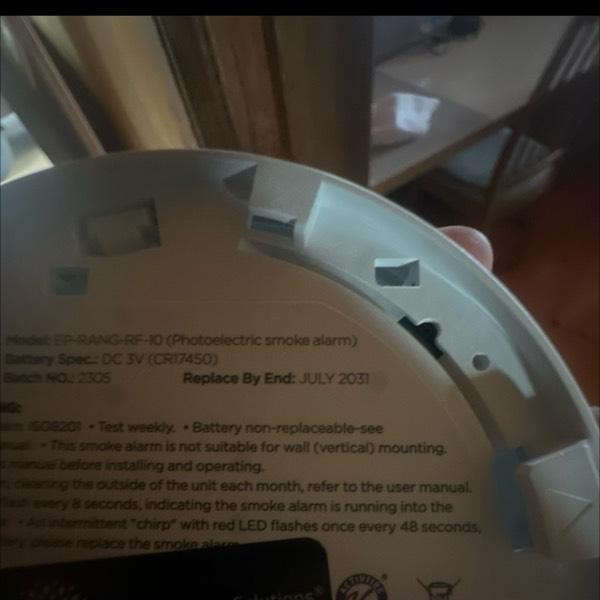 Model: EP-RANG-RF-10 (Photoelectric smoke alarm)
Battery Spec.: DC 3V (CR17450)
Batch NO.: 2305 Replace By End: JULY 2031
ISO8201 • Test weekly. • Battery non-replaceable-see
• This smoke alarm is not suitable for wall (vertical) mounting.
manual before installing and operating.
cleaning the outside of the unit each month, refer to the user manual.
flash every 8 seconds, indicating the smoke alarm is running into the
• An intermittent "chirp" with red LED flashes once every 48 seconds,
please replace the smoke alarm
Solutions®